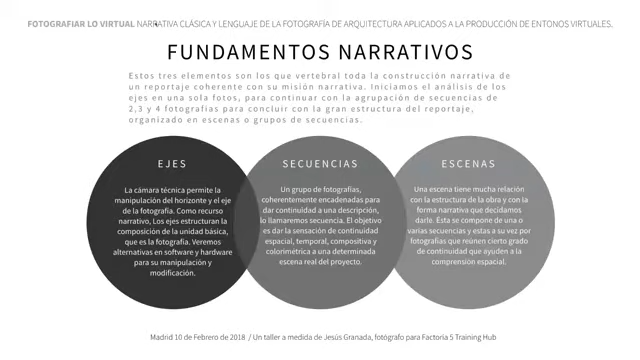 FOTOGRAFIAR LO VIRTUAL NARRATIVA CLÁSICA Y LENGUAJE DE LA FOTOGRAFÍA DE ARQUITECTURA APLICADOS A LA PRODUCCIÓN DE ENTONOS VIRTUALES.
FUNDAMENTOS NARRATIVOS
Estos tres elementos son los que vertebral toda la construcción narrativa de
un reportaje coherente con su misión narrativa. Iniciamos el análisis de los
ejes en una sola fotos, para continuar con la agrupación de secuencias de
2,3 y 4 fotografías para concluir con la gran estructura del reportaje,
organizado en escenas o grupos de secuencias.
EJES
La cámara técnica permite la
manipulación del horizonte y el eje
de la fotografía. Como recurso
narrativo, Los ejes estructuran la
composición de la unidad básica,
que es la fotografía. Veremos
alternativas en software y hardware
para su manipulación y
modificación.
SECUENCIAS
Un grupo de fotografías,
coherentemente encadenadas para
dar continuidad a una descripción,
lo llamaremos secuencia. El objetivo
es dar la sensación de continuidad
espacial, temporal, compositiva y
colorimétrica a una determinada
escena real del proyecto.
ESCENAS
Una escena tiene mucha relación
con la estructura de la obra y con la
forma narrativa que decidamos
darle. Esta se compone de una o
varias secuencias y estas a su vez por
fotografías que reúnen cierto grado
de continuidad que ayuden a la
comprensión espacial.
Madrid 10 de Febrero de 2018 / Un taller a medida de Jesús Granada, fotógrafo para Factoría 5 Training Hub